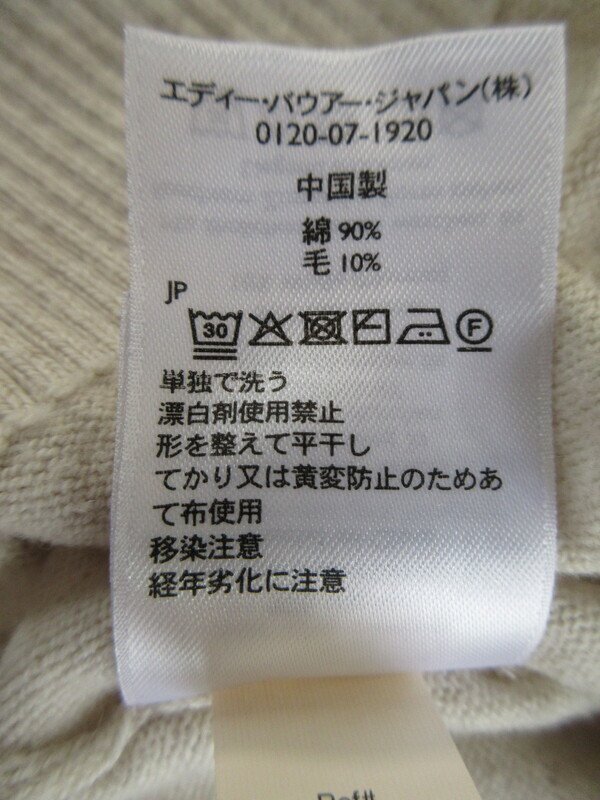 エディー・バウアー・ジャパン(株)
0120-07-1920
中国製
綿 90%
毛 10%
JP
30 F
単独で洗う
漂白剤使用禁止
形を整えて平干し
てかり又は黄変防止のためあ
て布使用
移染注意
経年劣化に注意